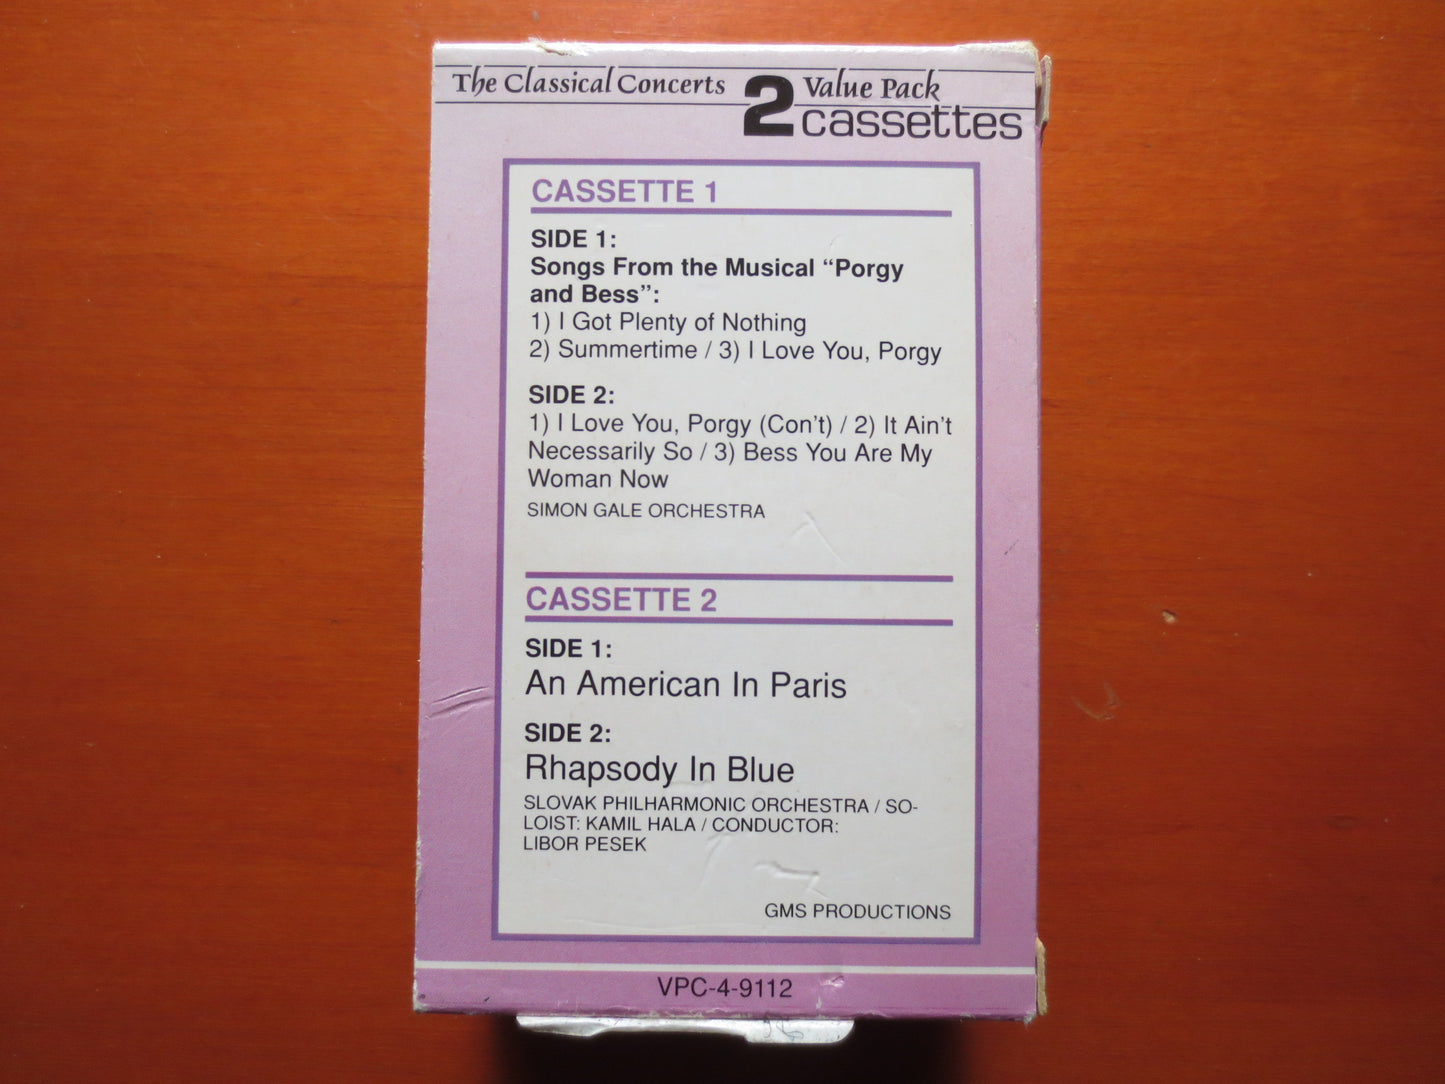 The Classical Concerts 2 Value Pack
cassettes
CASSETTE 1
SIDE 1:
Songs From the Musical “Porgy
and Bess”:
1) I Got Plenty of Nothing
2) Summertime / 3) I Love You, Porgy
SIDE 2:
1) I Love You, Porgy (Con't) / 2) It Ain't
Necessarily So / 3) Bess You Are My
Woman Now
SIMON GALE ORCHESTRA
CASSETTE 2
SIDE 1:
An American In Paris
SIDE 2:
Rhapsody In Blue
SLOVAK PHILHARMONIC ORCHESTRA / SO-
LOIST: KAMIL HALA / CONDUCTOR:
LIBOR PESEK
GMS PRODUCTIONS
VPC-4-9112